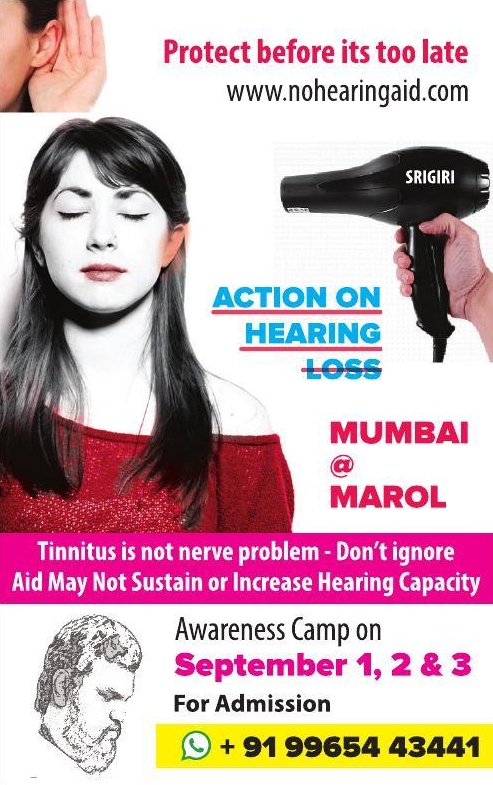 Protect before its too late
www.nohearingaid.com
SRIGIRI
ACTION ON
HEARING
LOSS
MUMBAI
@
MAROL
Tinnitus is not nerve problem - Don't ignore
Aid May Not Sustain or Increase Hearing Capacity
Awareness Camp on
September 1, 2 & 3
For Admission
+ 91 99654 43441